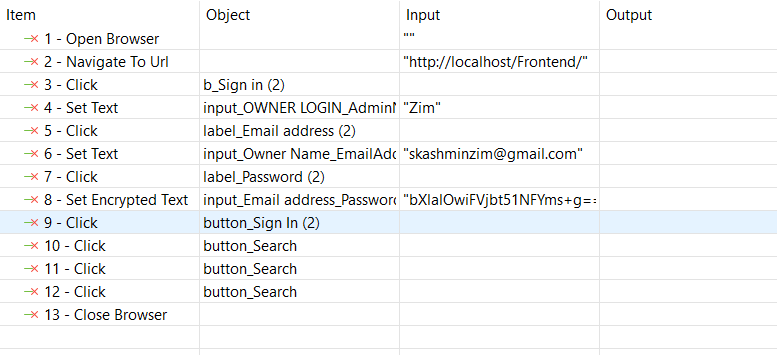 Item Object Input Output
1 - Open Browser ""
2 - Navigate To Url "http://localhost/Frontend/"
3 - Click b_Sign in (2)
4 - Set Text input_OWNER LOGIN_AdminN "Zim"
5 - Click label_Email address (2)
6 - Set Text input_Owner Name_EmailAdd "skashminzim@gmail.com"
7 - Click label_Password (2)
8 - Set Encrypted Text input_Email address_Password "bXlalOwiFVjbt51NFYms+g==
9 - Click button_Sign In (2)
10 - Click button_Search
11 - Click button_Search
12 - Click button_Search
13 - Close Browser